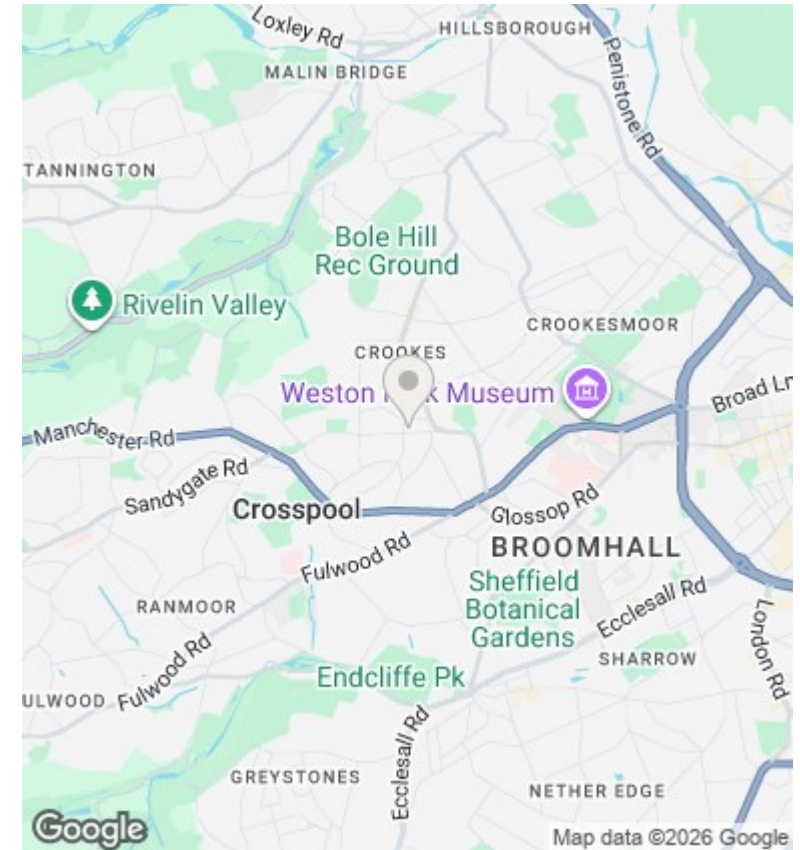 Loxley Rd
HILLSBOROUGH
MALIN BRIDGE
Penistone Rd
TANNINGTON
Bole Hill
Rec Ground
Rivelin Valley
CROOKESMOOR
CROOKES
Weston Park Museum
Broad Ln
Manchester Rd
Sandygate Rd
Crosspool
Glossop Rd
Fulwood Rd
BROOMHALL
Sheffield
Botanical
Gardens
Ecclesall Rd
RANMOOR
London Rd
SHARROW
Fulwood Rd
ULWOOD
Endcliffe Pk
Ecclesall Rd
GREYSTONES
NETHER EDGE
Google
Map data ©2026 Google